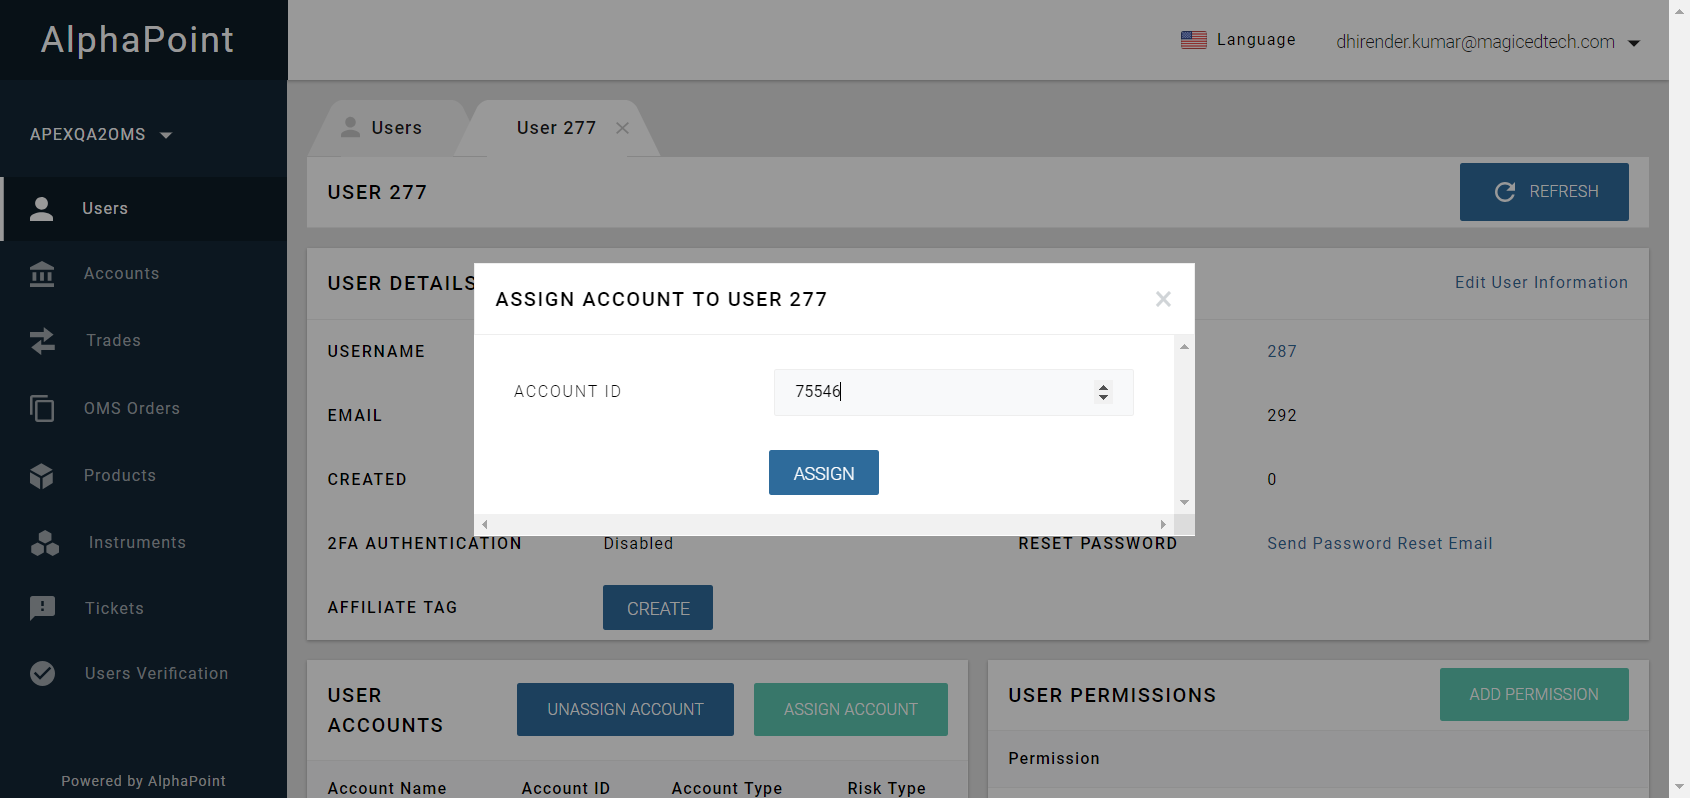 AlphaPoint
Language
dhirender.kumar@magicedtech.com
APEXQA2OMS
Users
Accounts
Trades
OMS Orders
Products
Instruments
Tickets
Users Verification
Powered by AlphaPoint
Users
User 277
USER 277
REFRESH
USER DETAILS
Edit User Information
ASSIGN ACCOUNT TO USER 277
ACCOUNT ID
75546
ASSIGN
USERNAME
287
EMAIL
292
CREATED
0
2FA AUTHENTICATION
Disabled
RESET PASSWORD
Send Password Reset Email
AFFILIATE TAG
CREATE
USER
ACCOUNTS
UNASSIGN ACCOUNT
ASSIGN ACCOUNT
Account Name
Account ID
Account Type
Risk Type
USER PERMISSIONS
ADD PERMISSION
Permission